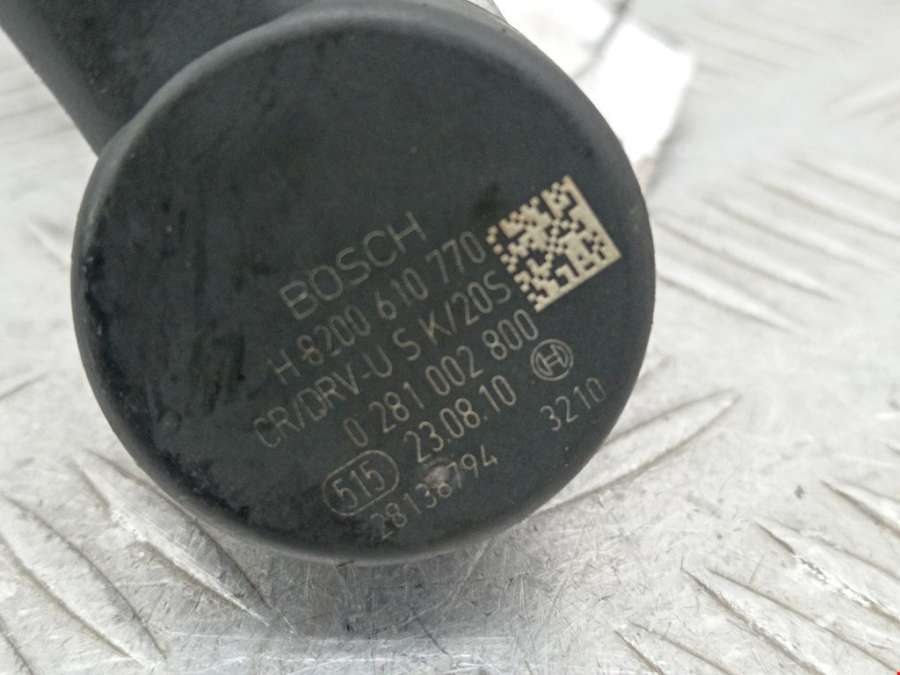 BOSCH
H 8200 610 770
CR/DRV-U S K/20S
0 281 002 800
515 23.08.10
28138794 3210